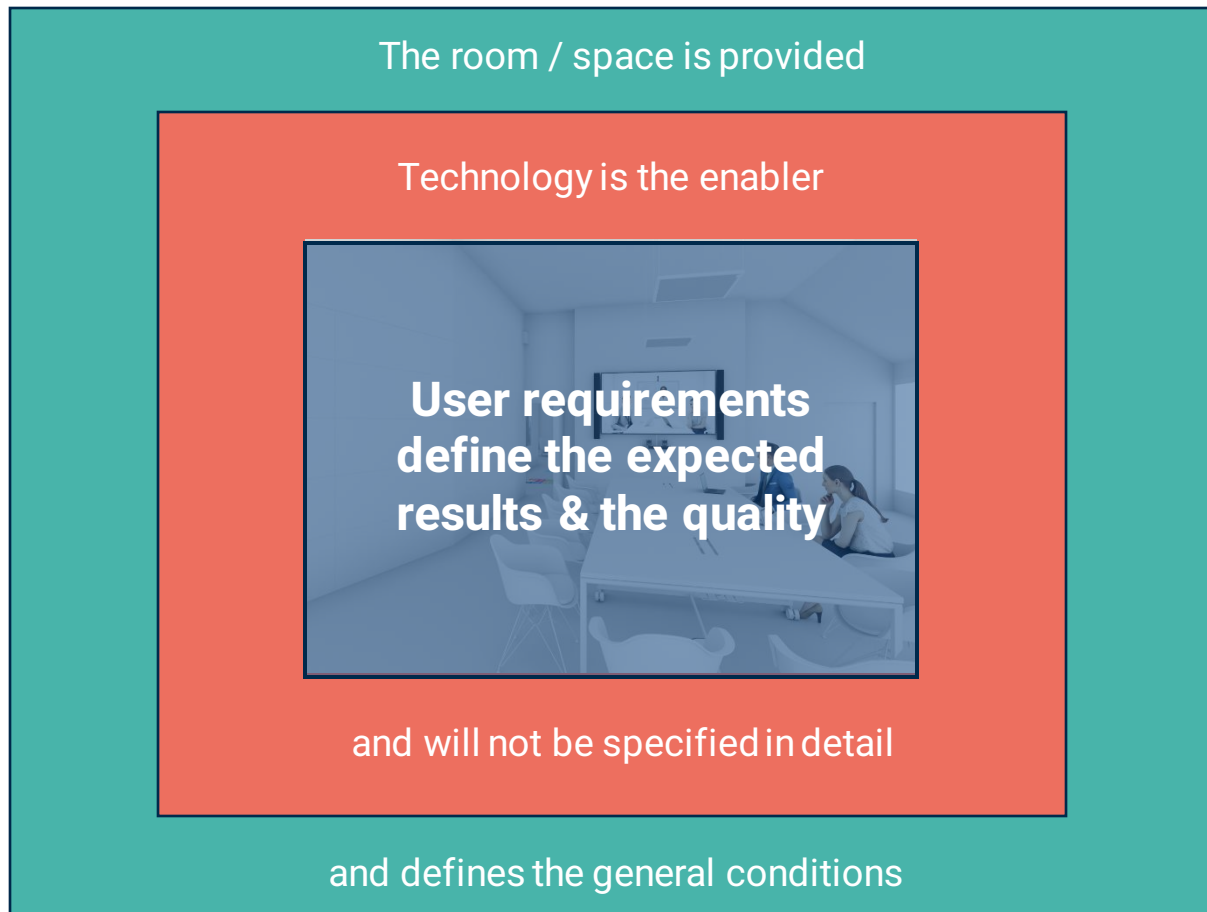 The room / space is provided
Technology is the enabler
User requirements
define the expected
results & the quality
and will not be specified in detail
and defines the general conditions